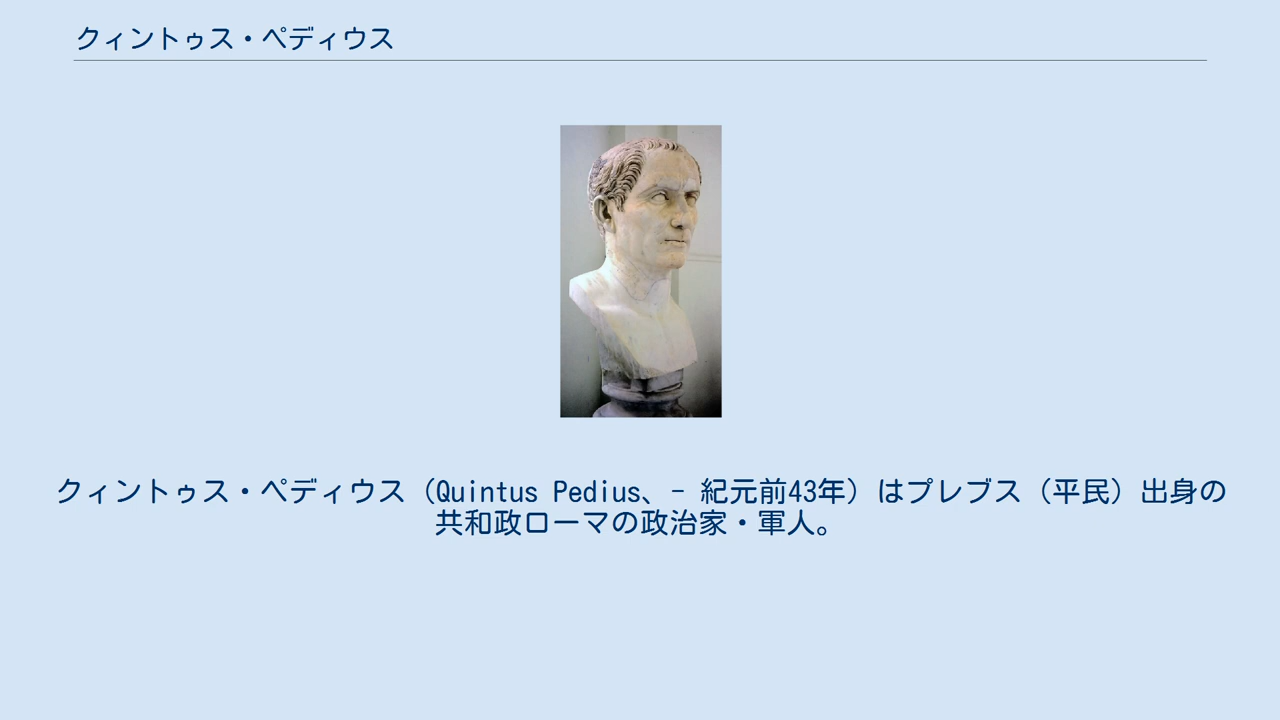 クィントゥス・ペディウス
クィントゥス・ペディウス（Quintus Pedius、- 紀元前43年）はプレブス（平民）出身の
共和政ローマの政治家・軍人。